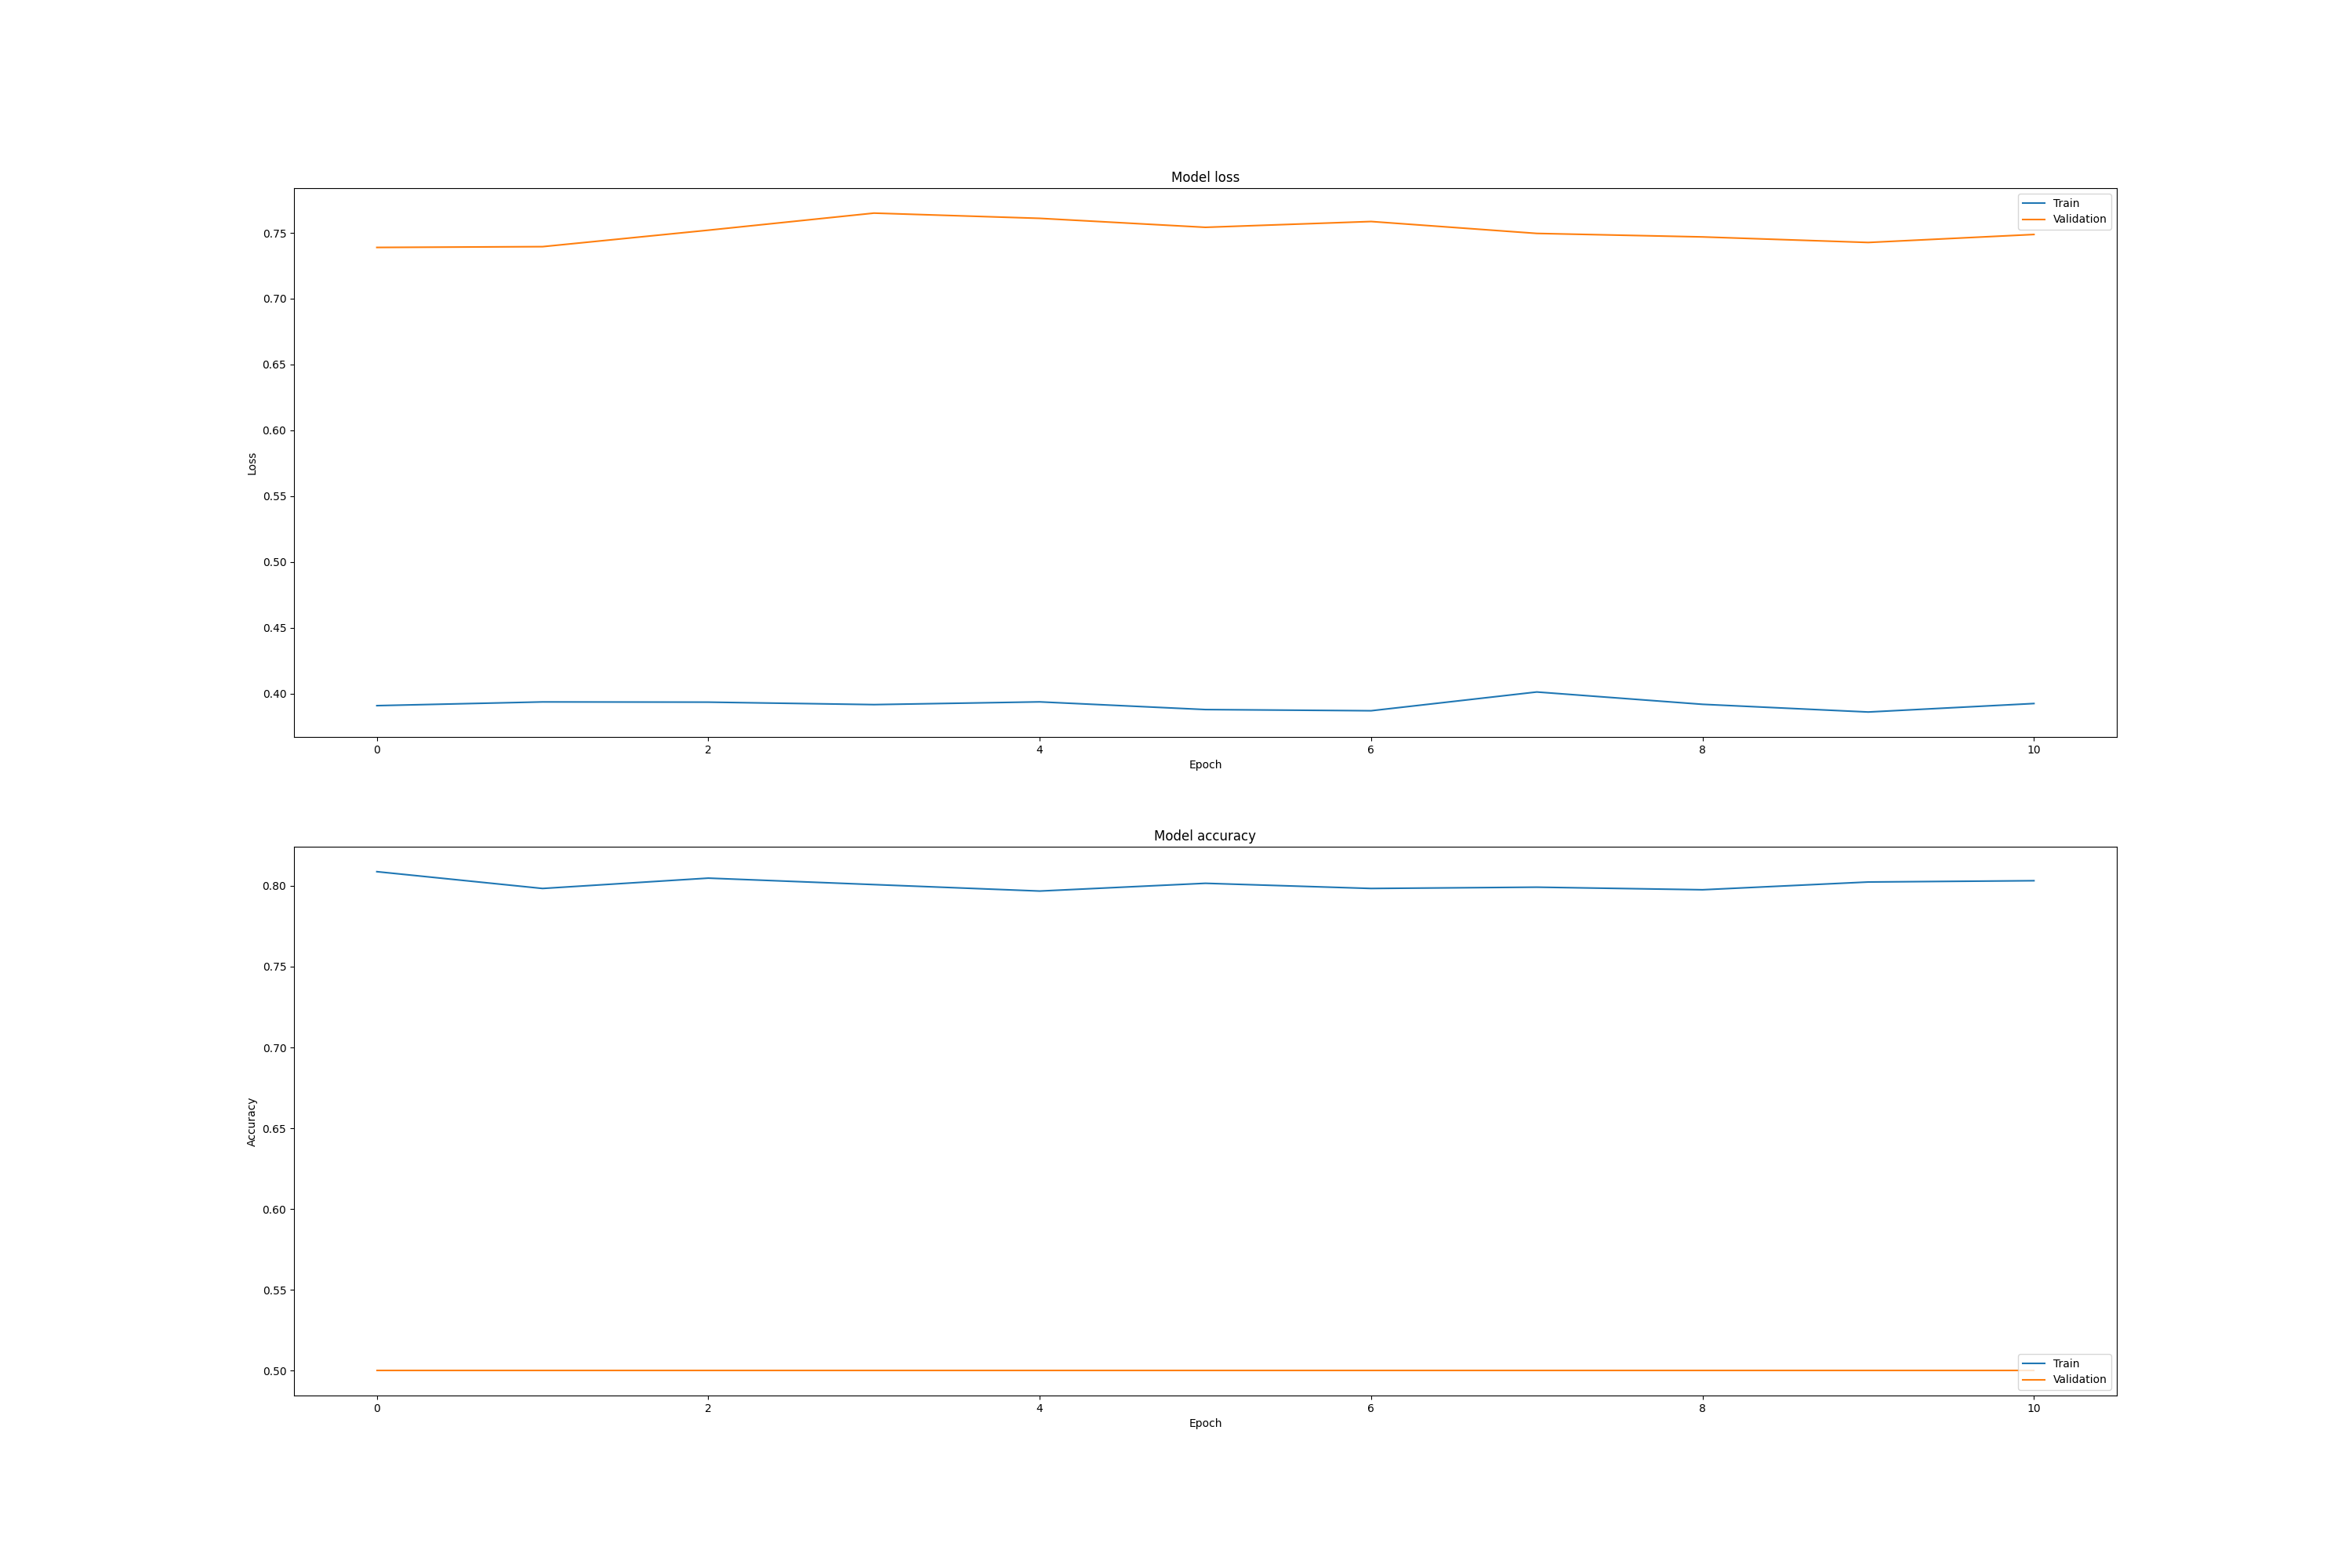 Model loss
Train
Validation
0.75
0.70
0.65
0.60
0.55
0.50
0.45
0.40
Loss
0 2 4 6 8 10
Epoch
Model accuracy
0.80
0.75
0.70
0.65
0.60
0.55
0.50
Accuracy
Train
Validation
0 2 4 6 8 10
Epoch